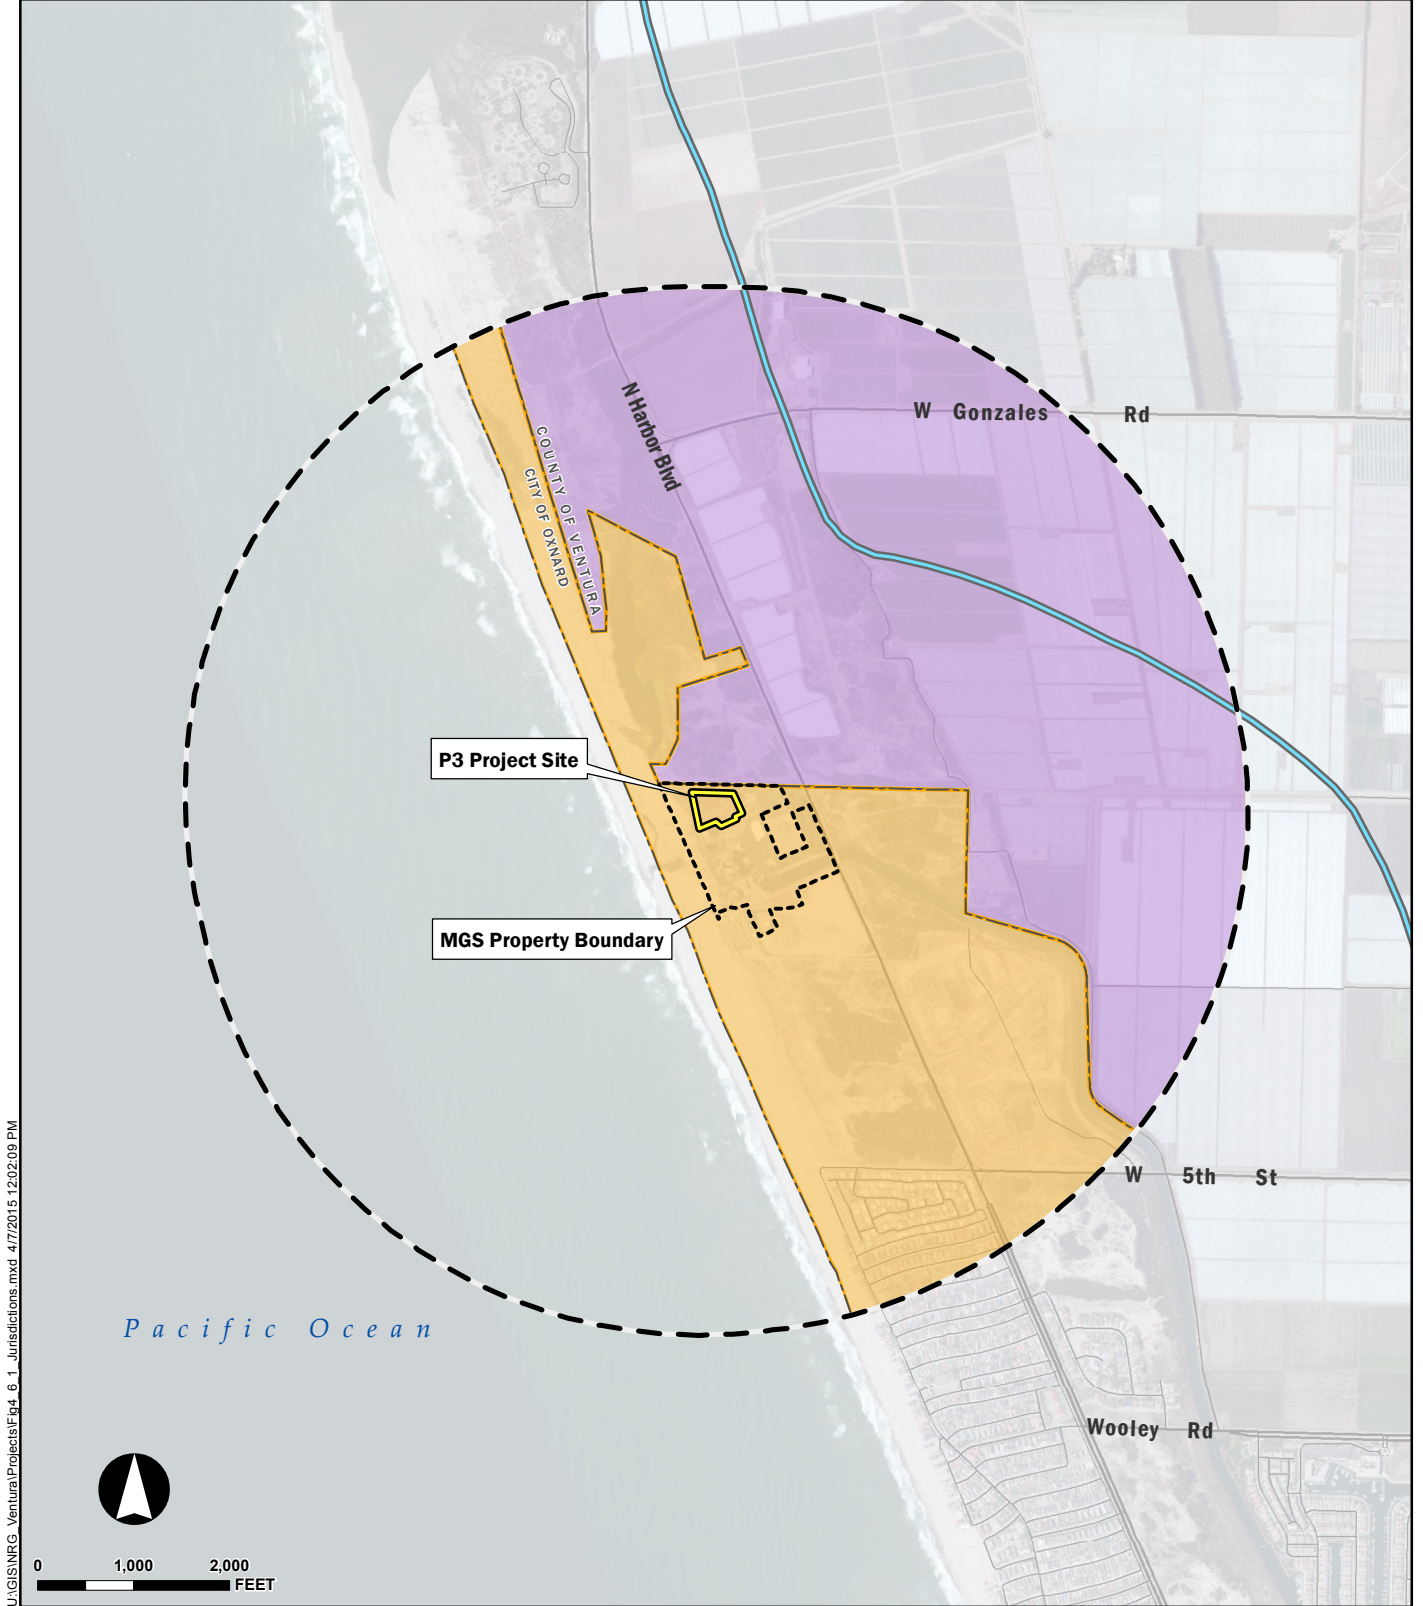 N Harbor Blvd
W Gonzales Rd
COUNTY OF VENTURA
CITY OF OXNARD
P3 Project Site
MGS Property Boundary
W 5th St
Pacific Ocean
Wooley Rd
0 1,000 2,000
FEET
U:\GIS\NRG_Ventura\Projects\Fig4_6_1_Jurisdictions.mxd 4/7/2015 12:02:09 PM